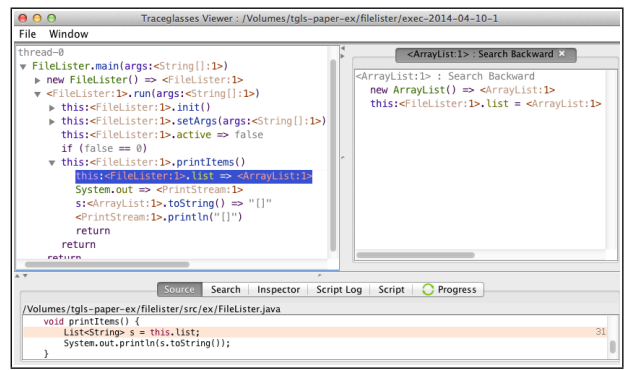 Traceglasses Viewer : /Volumes/tgls-paper-ex/filelister/exec-2014-04-10-1
File Window
thread-0
▼ FileLister.main(args:<String[]:1>)
▶ new FileLister() => <FileLister:1>
▼ <FileLister:1>.run(args:<String[]:1>)
▶ this:<FileLister:1>.init()
▶ this:<FileLister:1>.setArgs(args:<String[]:1>)
this:<FileLister:1>.active => false
if (false == 0)
▼ this:<FileLister:1>.printItems()
this:<FileLister:1>.list => <ArrayList:1>
System.out => <PrintStream:1>
s:<ArrayList:1>.toString() => "[]"
<PrintStream:1>.println("[]")
return
return
return
<ArrayList:1> : Search Backward ×
<ArrayList:1> : Search Backward
new ArrayList() => <ArrayList:1>
this:<FileLister:1>.list = <ArrayList:1>
Source Search Inspector Script Log Script Progress
/Volumes/tgls-paper-ex/filelister/src/ex/FileLister.java
void printItems() {
List<String> s = this.list; 31
System.out.println(s.toString());
}